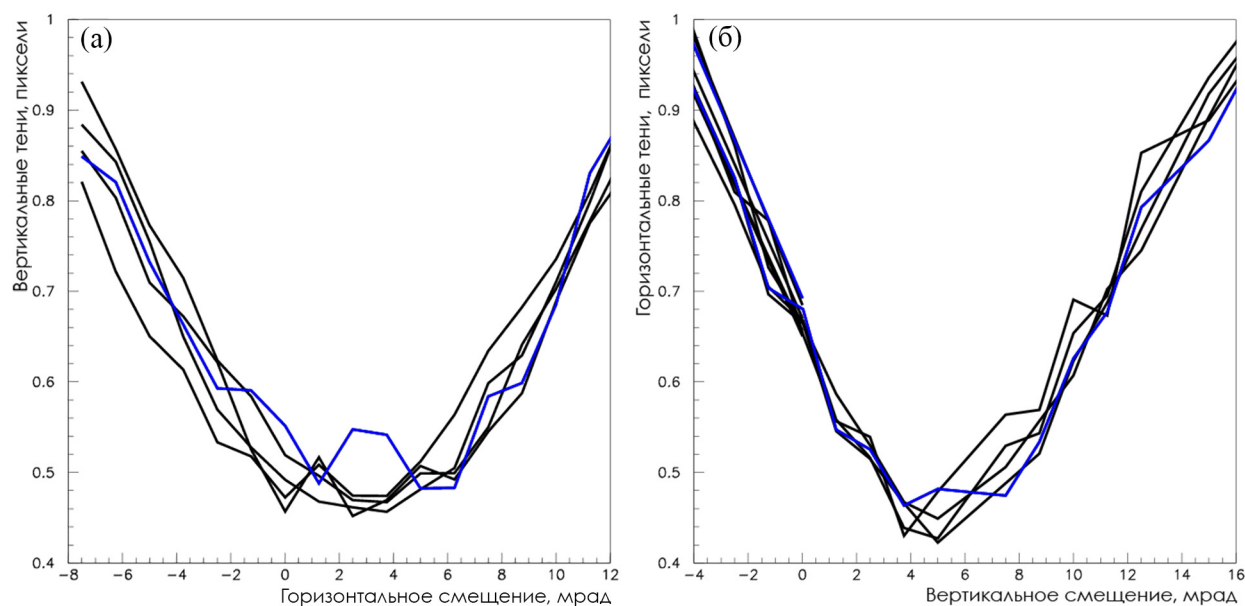 (а)
Вертикальные тени, пиксели
1
0.9
0.8
0.7
0.6
0.5
0.4
−8 −6 −4 −2 0 2 4 6 8 10 12
Горизонтальное смещение, мрад
(б)
Горизонтальные тени, пиксели
1
0.9
0.8
0.7
0.6
0.5
0.4
−4 −2 0 2 4 6 8 10 12 14 16
Вертикальное смещение, мрад